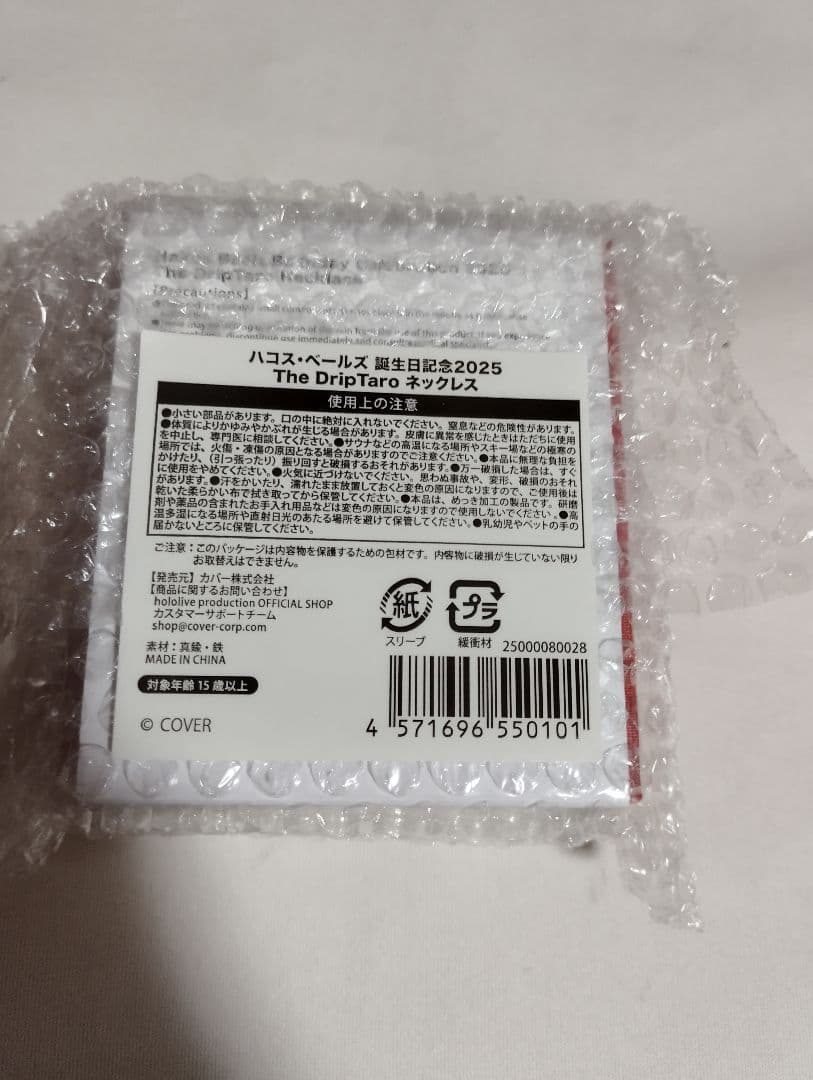 The DripTaro Necklace
【Precautions】
discontinue use immediately and consult a medical specialist.
ハコス・ベールズ 誕生日記念2025
The DripTaro ネックレス
使用上の注意
●小さい部品があります。口の中に絶対に入れないでください。窒息などの危険性があります。
●体質によりかゆみやかぶれが生じる場合があります。皮膚に異常を感じたときはただちに使用
を中止し、専門医に相談してください。●サウナなどの高温になる場所やスキー場などの極寒の
場所では、火傷・凍傷の原因となる場合がありますのでご注意ください。●本品に無理な負担を
かけたり、(引っ張ったり)振り回すと破損するおそれがあります。●万一破損した場合は、すぐ
に使用をやめてください。●火気に近づけないでください。思わぬ事故や、変形、破損のおそれ
があります。●汗をかいたり、濡れたまま放置しておくと変色の原因になりますので、ご使用後は
乾いた柔らかい布で拭き取ってから保管してください。●本品は、めっき加工の製品です。研磨
剤や薬品の含まれたお手入れ用品などは変色の原因になりますので使用しないでください。●高
温多湿になる場所や直射日光のあたる場所を避けて保管してください。●乳幼児やペットの手の
届かないところに保管してください。
ご注意：このパッケージは内容物を保護するための包材です。内容物に破損が生じていない限り
お取替えはできません。
【発売元】カバー株式会社
【商品に関するお問い合わせ】
hololive production OFFICIAL SHOP
カスタマーサポートチーム
shop@cover-corp.com
紙
プラ
スリーブ
緩衝材
25000080028
素材：真鍮・鉄
MADE IN CHINA
対象年齢15歳以上
© COVER
4 571696 550101